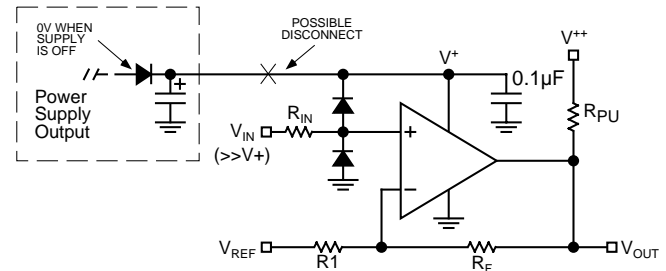 0V WHEN
SUPPLY
IS OFF
POSSIBLE
DISCONNECT
V+
V++
+
0.1µF
Power
Supply
Output
RIN
RPU
VIN
(>>V+)
+
−
VREF
R1
RF
VOUT